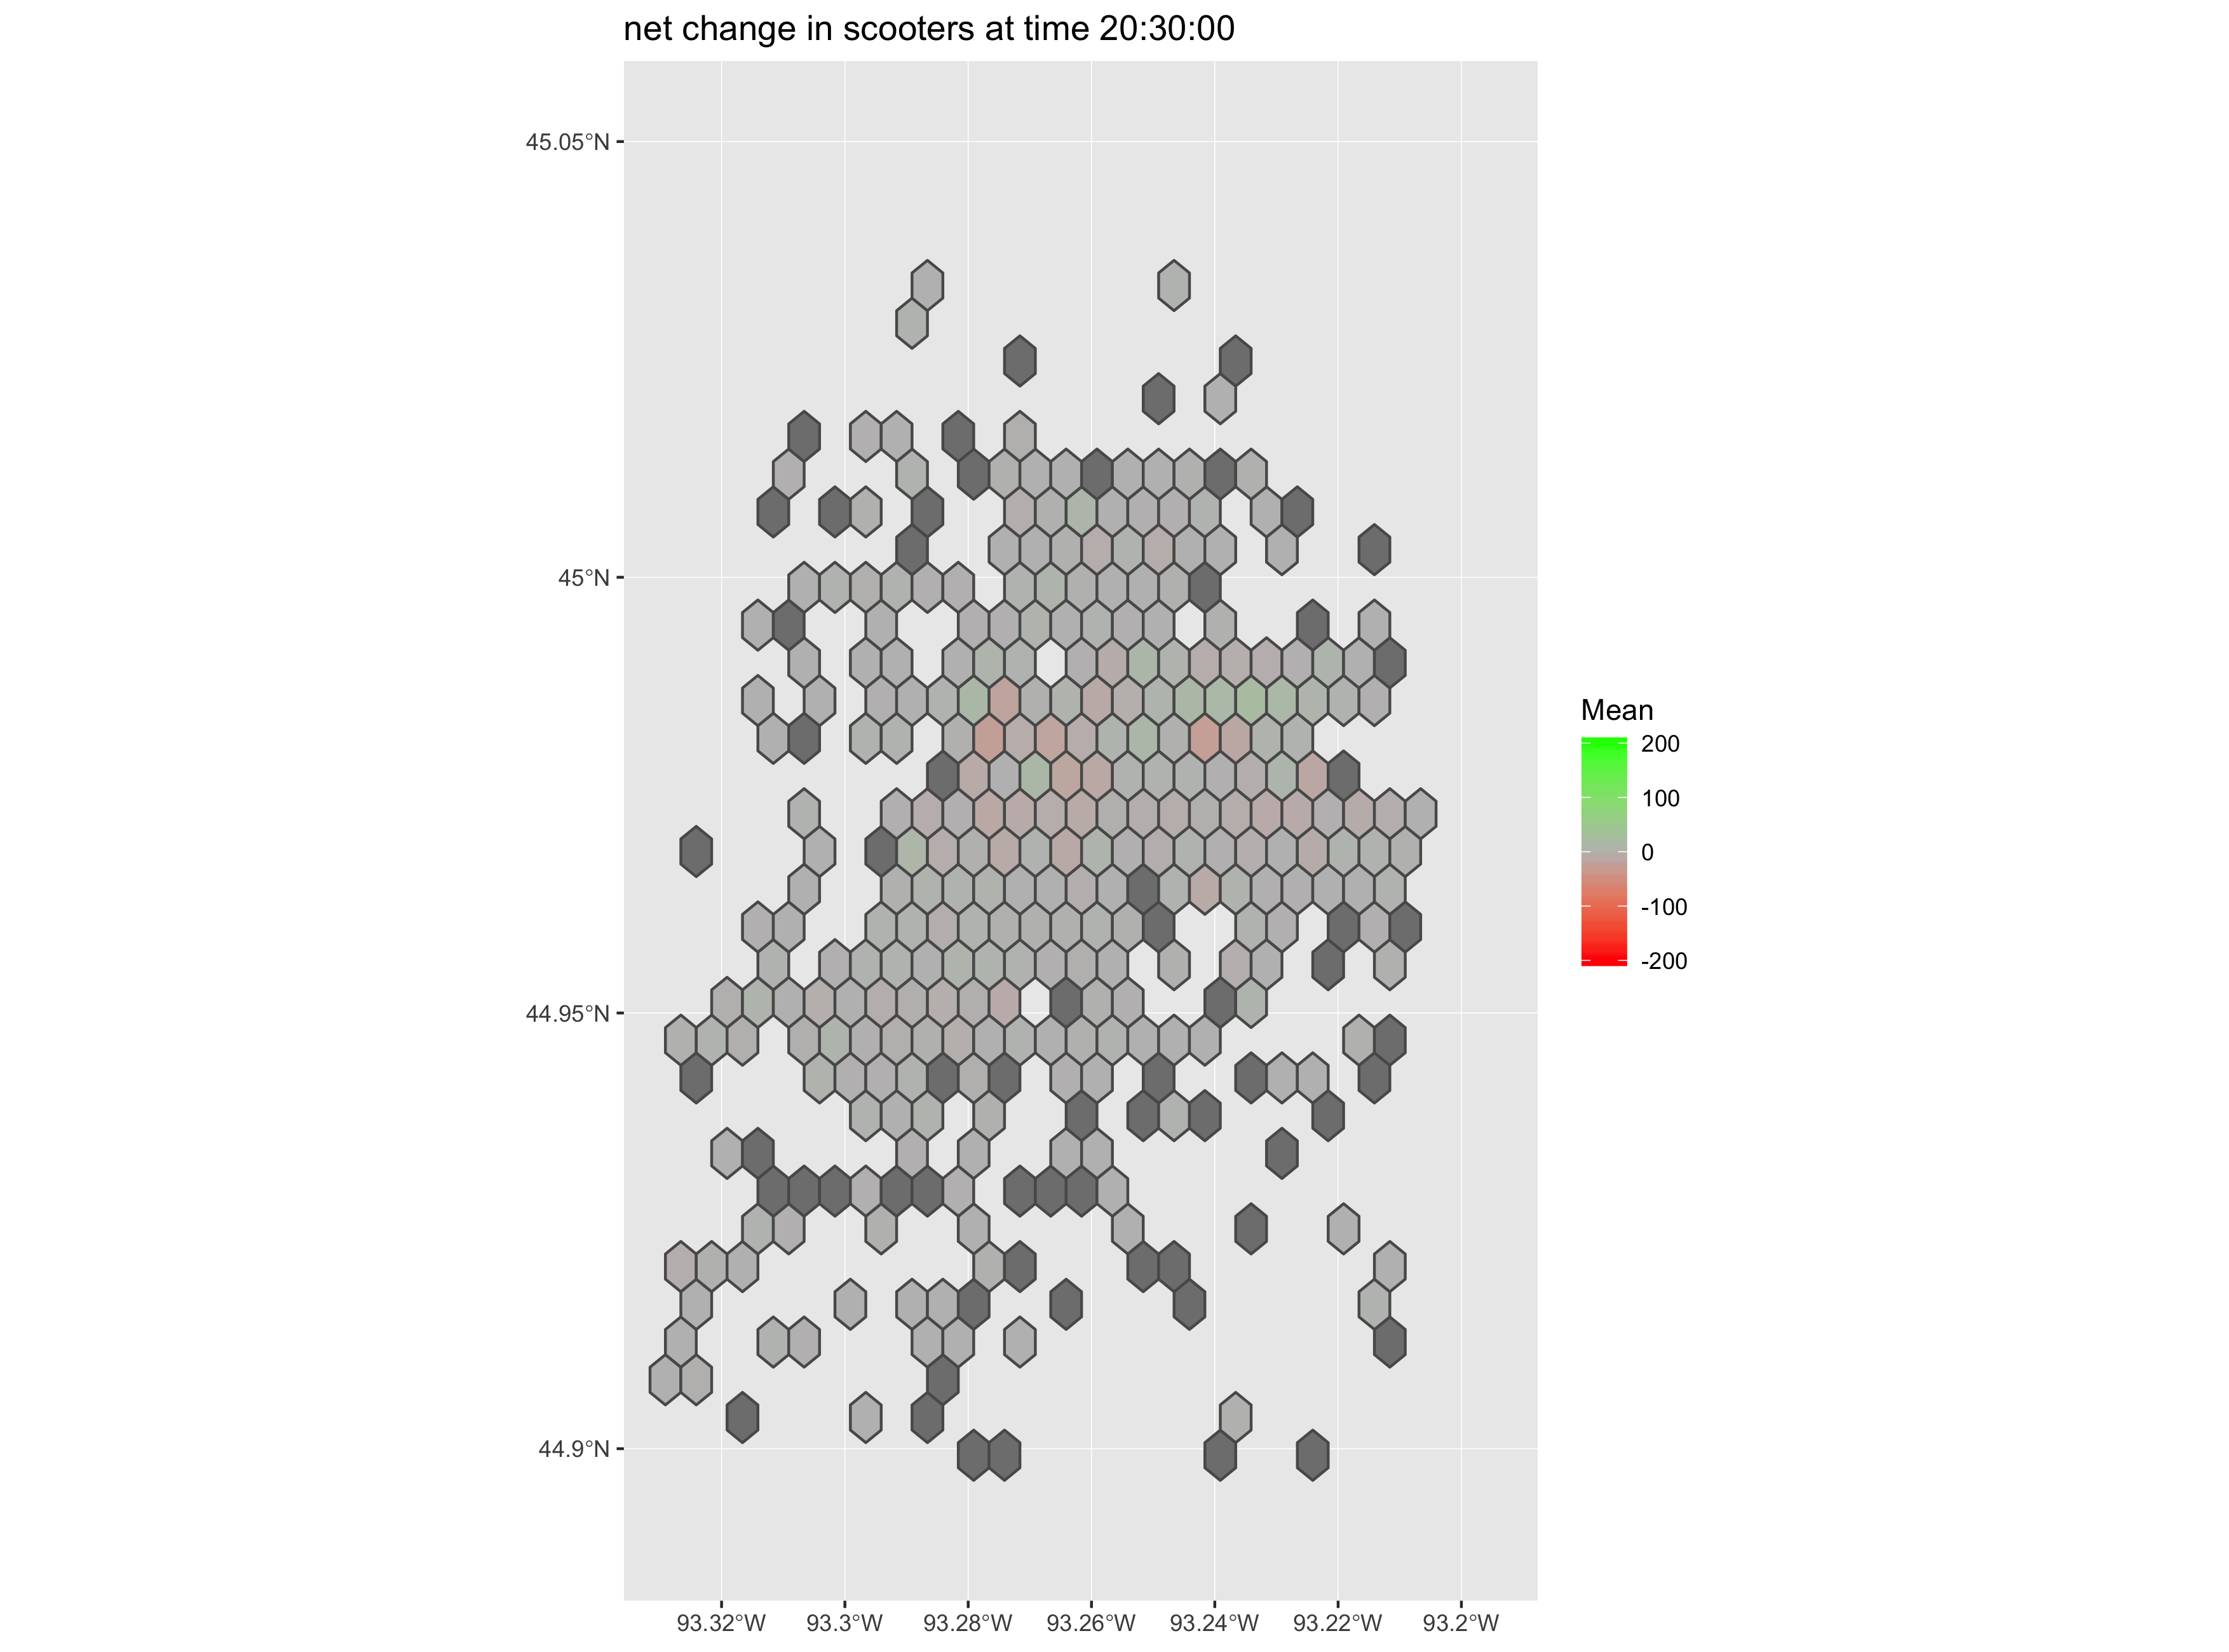 net change in scooters at time 20:30:00
45.05°N
45°N
44.95°N
44.9°N
93.32°W
93.3°W
93.28°W
93.26°W
93.24°W
93.22°W
93.2°W
Mean
200
100
0
-100
-200